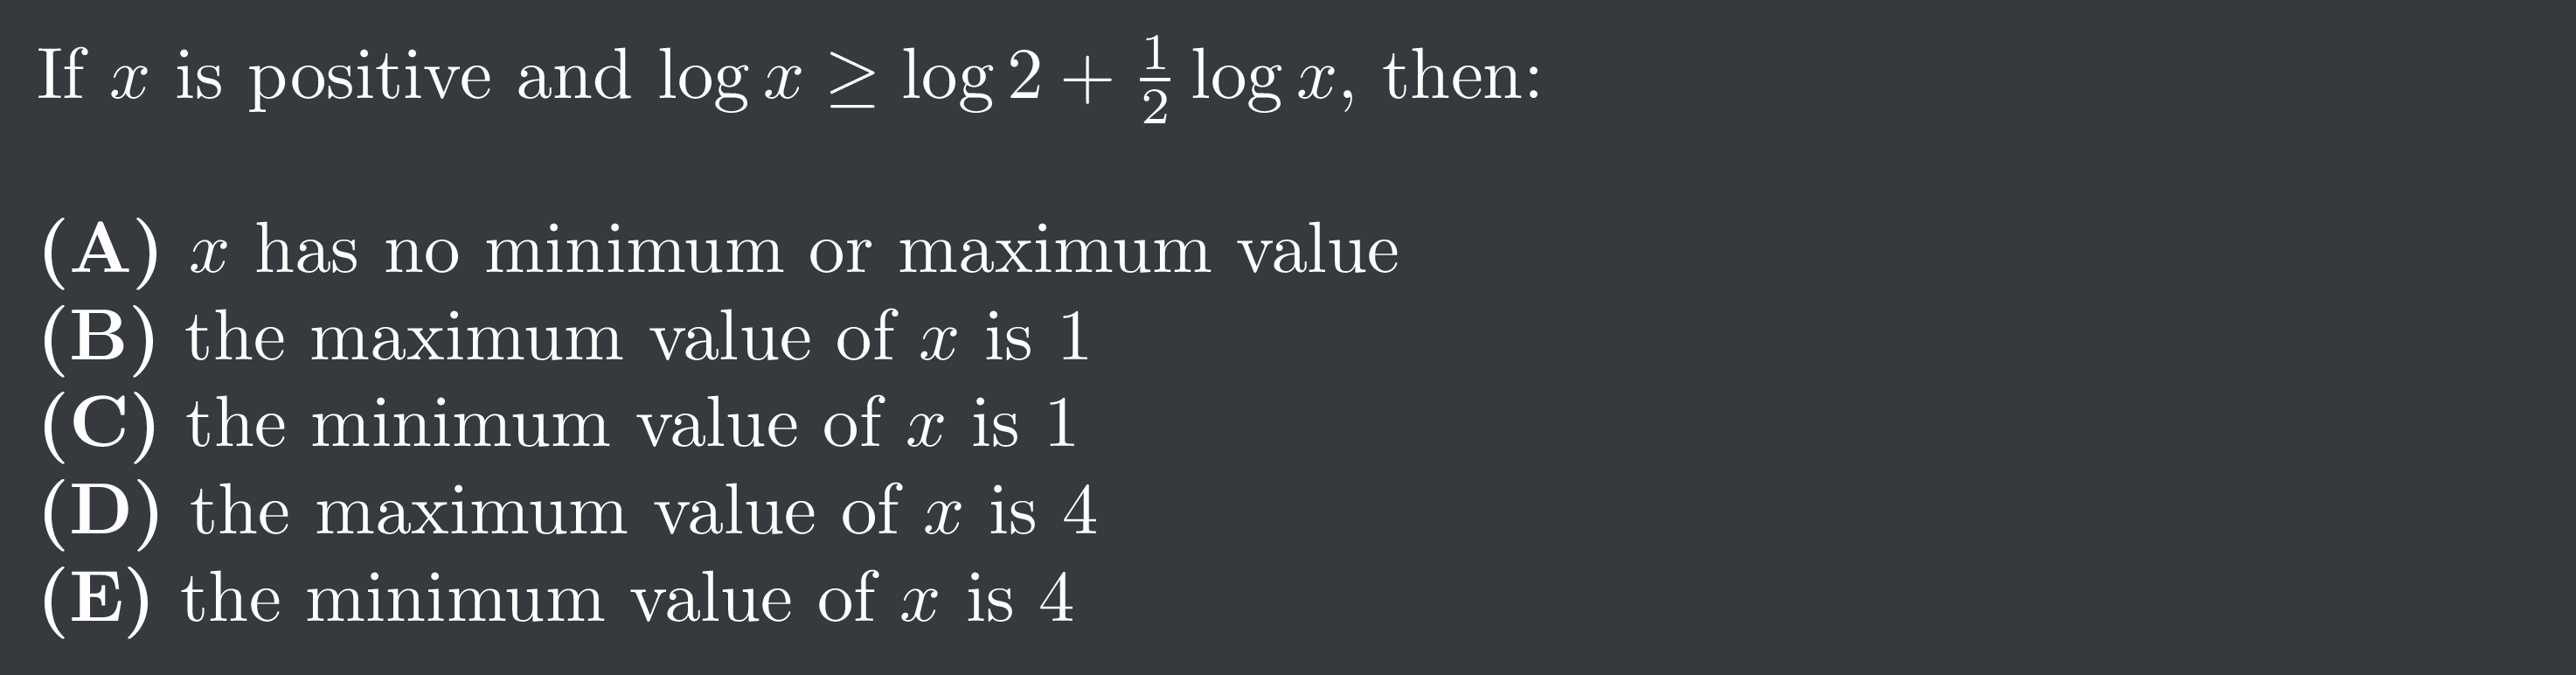 If x is positive and log x ≥ log 2 + 1/2 log x, then:
(A) x has no minimum or maximum value
(B) the maximum value of x is 1
(C) the minimum value of x is 1
(D) the maximum value of x is 4
(E) the minimum value of x is 4